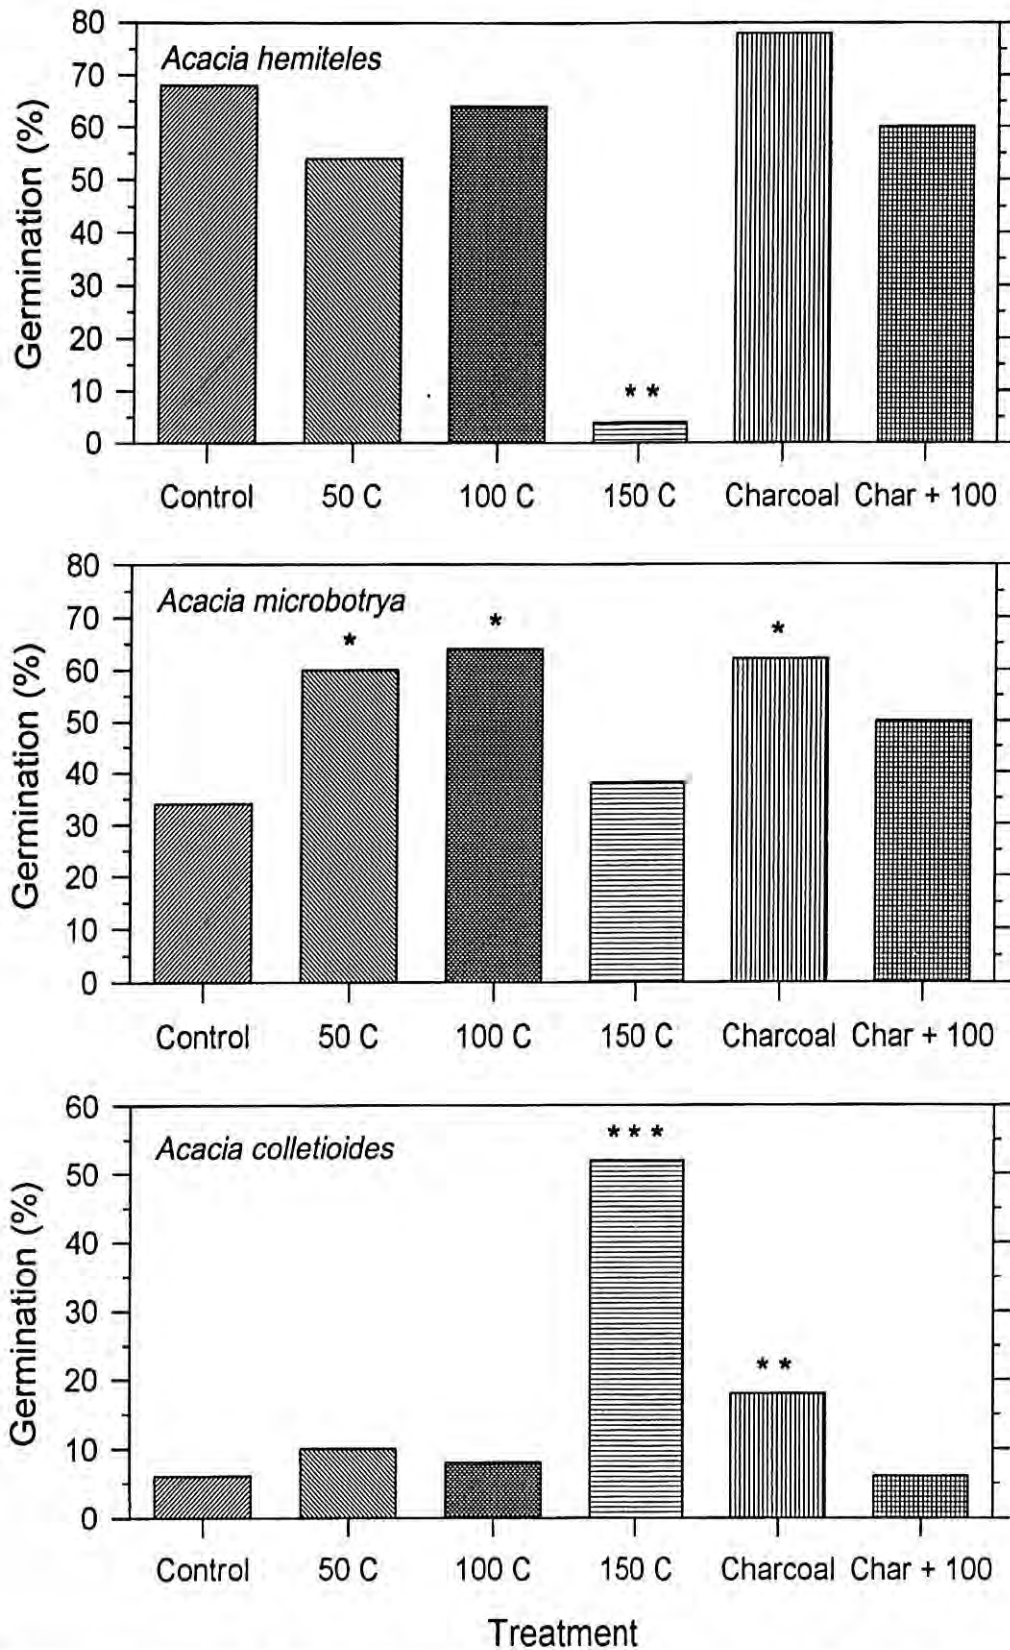 80
70
60
50
40
30
20
10
0
Germination (%)
Acacia hemiteles
* *
Control 50 C 100 C 150 C Charcoal Char + 100
80
70
60
50
40
30
20
10
0
Germination (%)
Acacia microbotrya
* * *
Control 50 C 100 C 150 C Charcoal Char + 100
60
50
40
30
20
10
0
Germination (%)
Acacia colletioides
* * *
* *
Control 50 C 100 C 150 C Charcoal Char + 100
Treatment